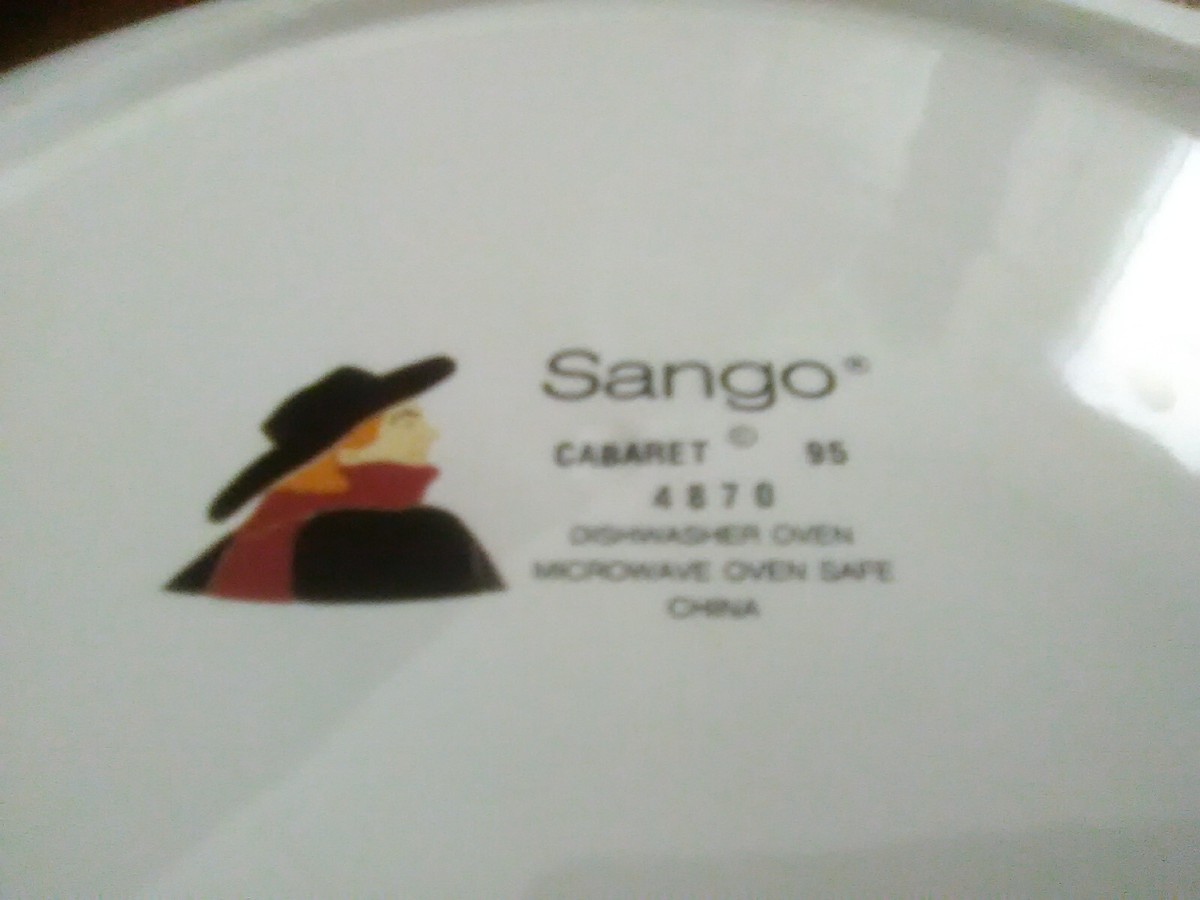 Sango®
CABARET © 95
4870
DISHWASHER OVEN
MICROWAVE OVEN SAFE
CHINA